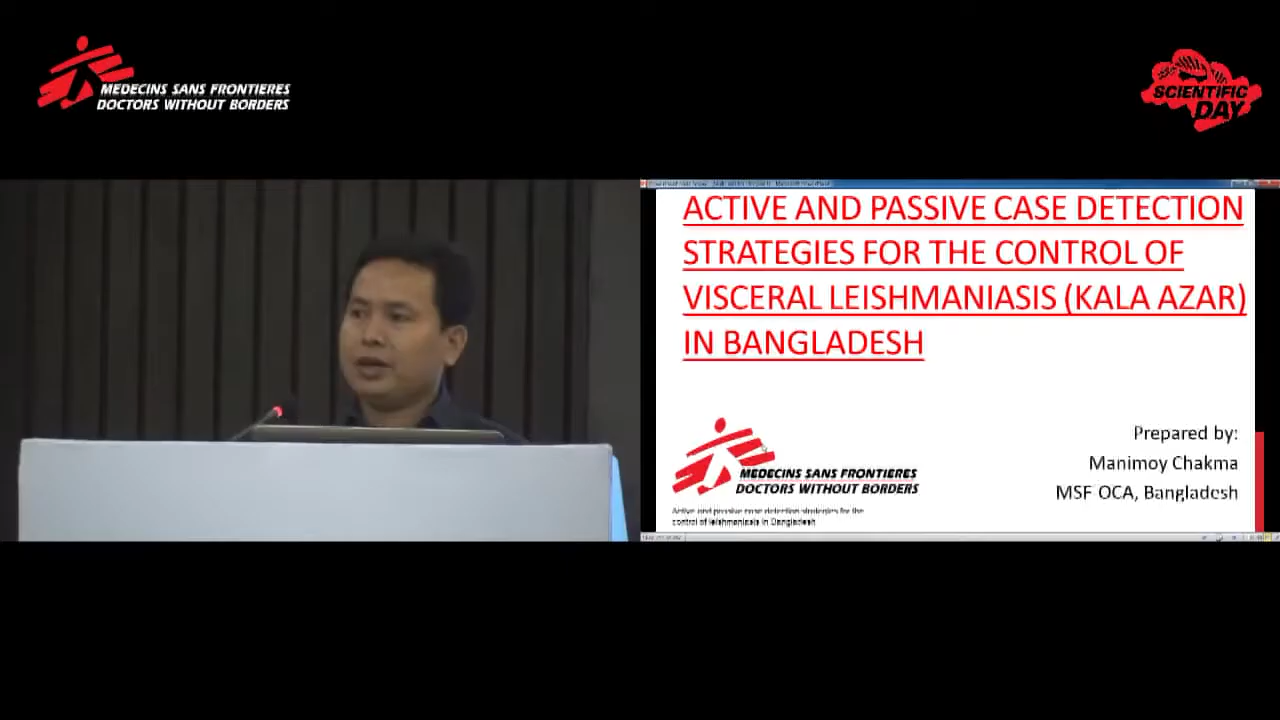 MEDECINS SANS FRONTIERES
DOCTORS WITHOUT BORDERS
SCIENTIFIC
DAY
ACTIVE AND PASSIVE CASE DETECTION
STRATEGIES FOR THE CONTROL OF
VISCERAL LEISHMANIASIS (KALA AZAR)
IN BANGLADESH
Prepared by:
Manimoy Chakma
MSF OCA, Bangladesh
MEDECINS SANS FRONTIERES
DOCTORS WITHOUT BORDERS
Active and passive case detection strategies for the
control of leishmaniasis in Bangladesh